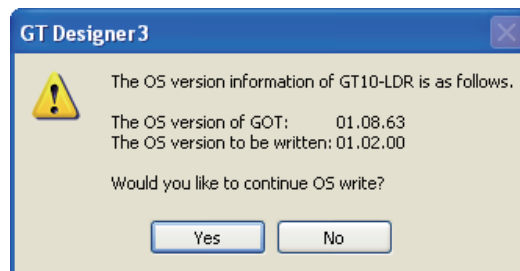 GT Designer3
The OS version information of GT10-LDR is as follows.
The OS version of GOT: 01.08.63
The OS version to be written: 01.02.00
Would you like to continue OS write?
Yes No